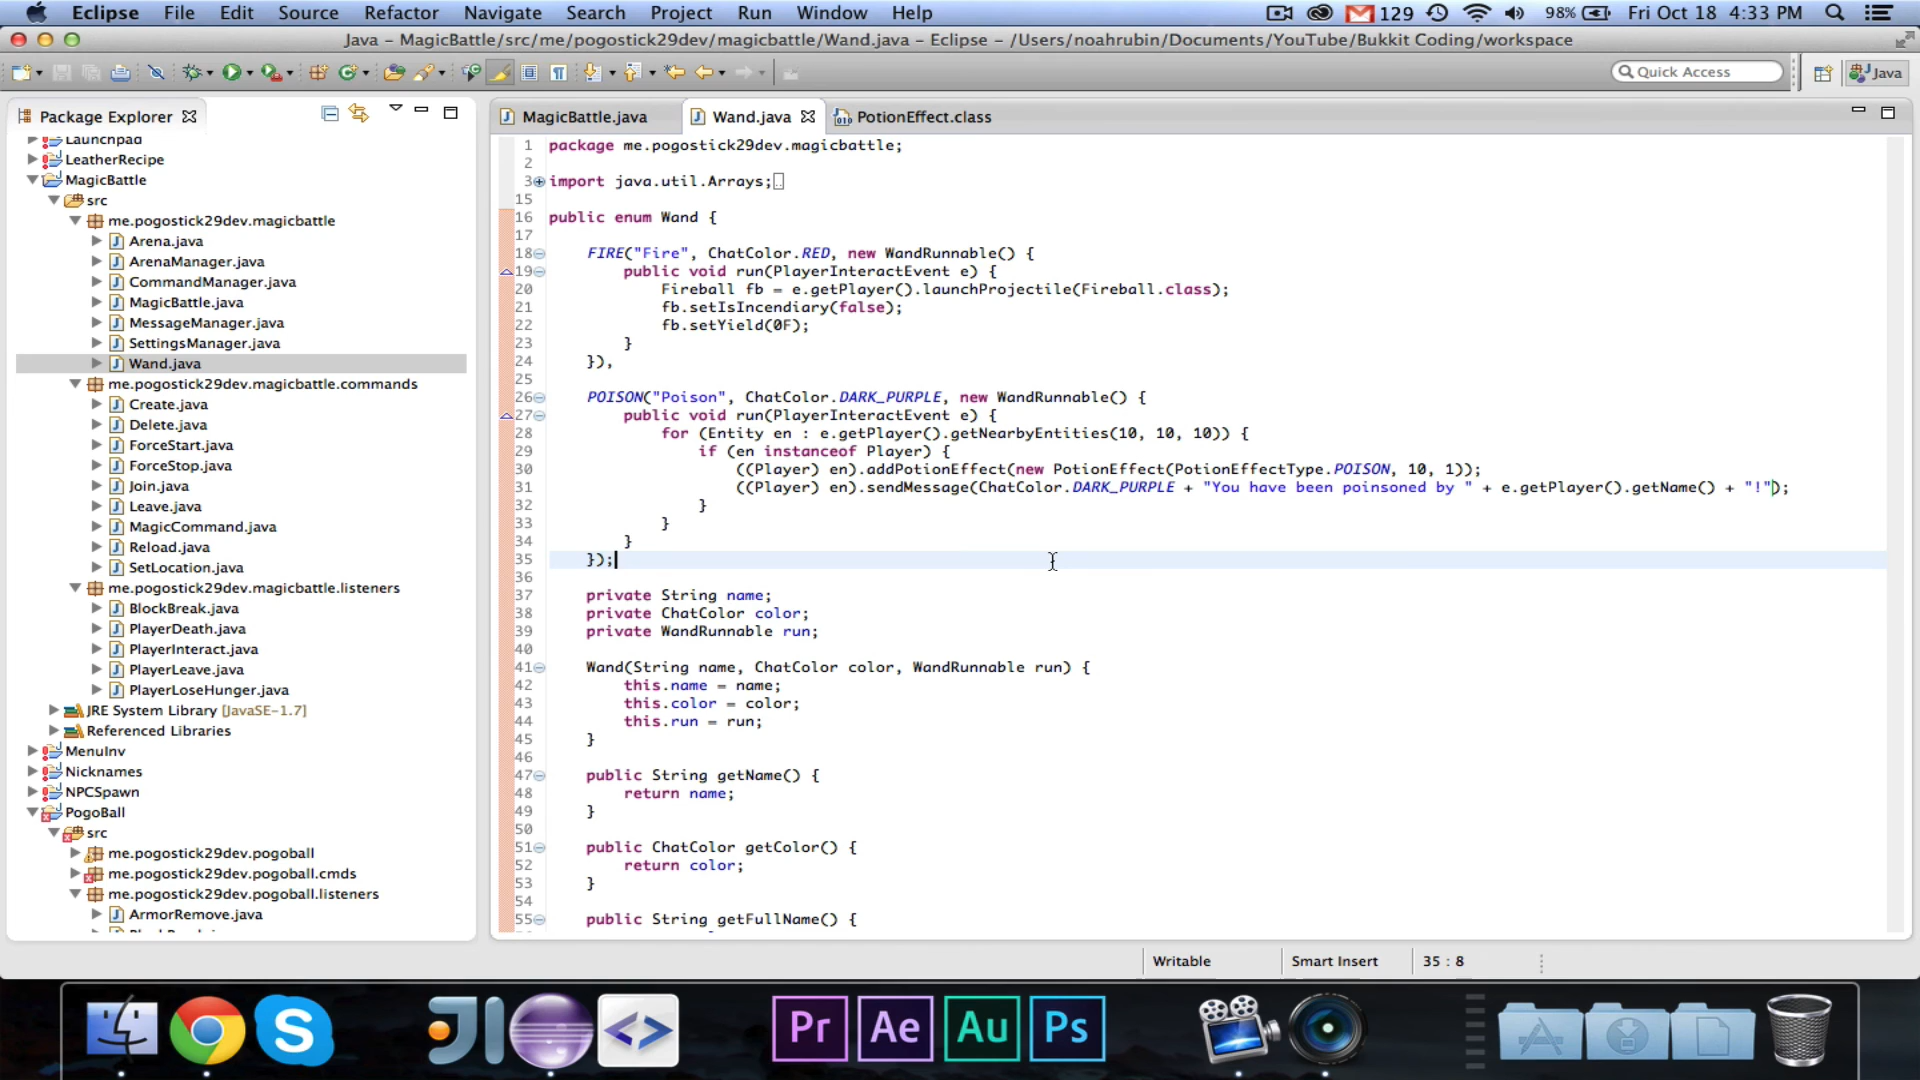 Eclipse File Edit Source Refactor Navigate Search Project Run Window Help 129 98% Fri Oct 18 4:33 PM
Java – MagicBattle/src/me/pogostick29dev/magicbattle/Wand.java – Eclipse – /Users/noahrubin/Documents/YouTube/Bukkit Coding/workspace
Quick Access Java
Package Explorer
Launchpad
LeatherRecipe
MagicBattle
src
me.pogostick29dev.magicbattle
Arena.java
ArenaManager.java
CommandManager.java
MagicBattle.java
MessageManager.java
SettingsManager.java
Wand.java
me.pogostick29dev.magicbattle.commands
Create.java
Delete.java
ForceStart.java
ForceStop.java
Join.java
Leave.java
MagicCommand.java
Reload.java
SetLocation.java
me.pogostick29dev.magicbattle.listeners
BlockBreak.java
PlayerDeath.java
PlayerInteract.java
PlayerLeave.java
PlayerLoseHunger.java
JRE System Library [JavaSE-1.7]
Referenced Libraries
MenuInv
Nicknames
NPCSpawn
PogoBall
src
me.pogostick29dev.pogoball
me.pogostick29dev.pogoball.cmds
me.pogostick29dev.pogoball.listeners
ArmorRemove.java
MagicBattle.java Wand.java PotionEffect.class
1 package me.pogostick29dev.magicbattle;
2
3 import java.util.Arrays;
15
16 public enum Wand {
17
18 FIRE("Fire", ChatColor.RED, new WandRunnable() {
19 public void run(PlayerInteractEvent e) {
20 Fireball fb = e.getPlayer().launchProjectile(Fireball.class);
21 fb.setIsIncendiary(false);
22 fb.setYield(0F);
23 }
24 }),
25
26 POISON("Poison", ChatColor.DARK_PURPLE, new WandRunnable() {
27 public void run(PlayerInteractEvent e) {
28 for (Entity en : e.getPlayer().getNearbyEntities(10, 10, 10)) {
29 if (en instanceof Player) {
30 ((Player) en).addPotionEffect(new PotionEffect(PotionEffectType.POISON, 10, 1));
31 ((Player) en).sendMessage(ChatColor.DARK_PURPLE + "You have been poinsoned by " + e.getPlayer().getName() + "!");
32 }
33 }
34 }
35 });
36
37 private String name;
38 private ChatColor color;
39 private WandRunnable run;
40
41 Wand(String name, ChatColor color, WandRunnable run) {
42 this.name = name;
43 this.color = color;
44 this.run = run;
45 }
46
47 public String getName() {
48 return name;
49 }
50
51 public ChatColor getColor() {
52 return color;
53 }
54
55 public String getFullName() {
Writable Smart Insert 35 : 8
Pr Ae Au Ps